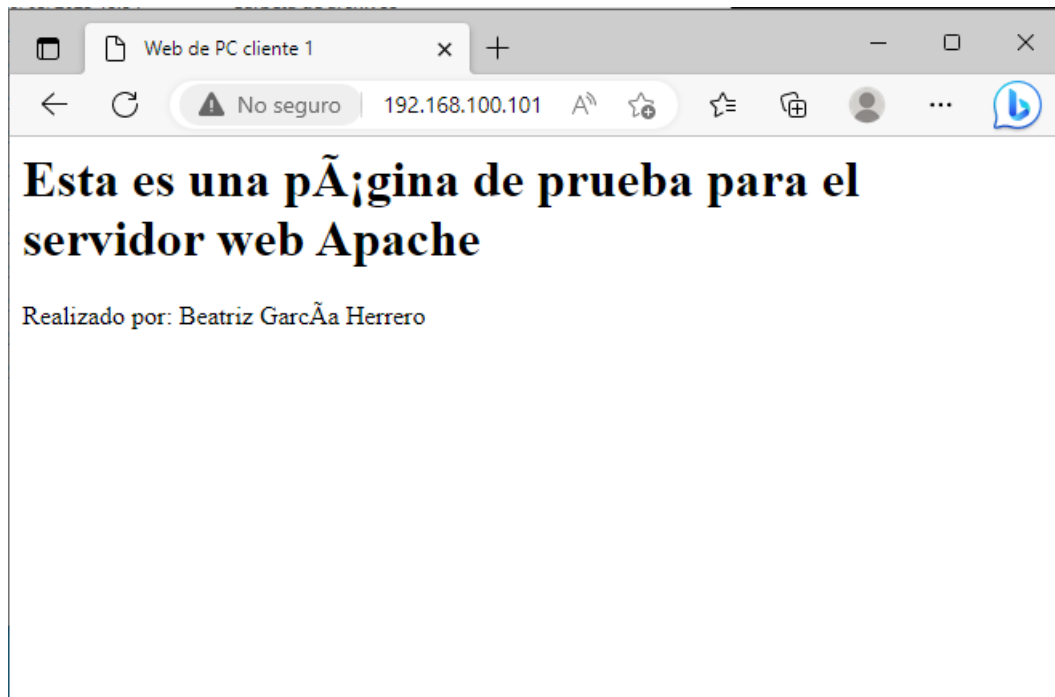 Web de PC cliente 1
No seguro 192.168.100.101
Esta es una pÃ¡gina de prueba para el
servidor web Apache
Realizado por: Beatriz GarcÃa Herrero